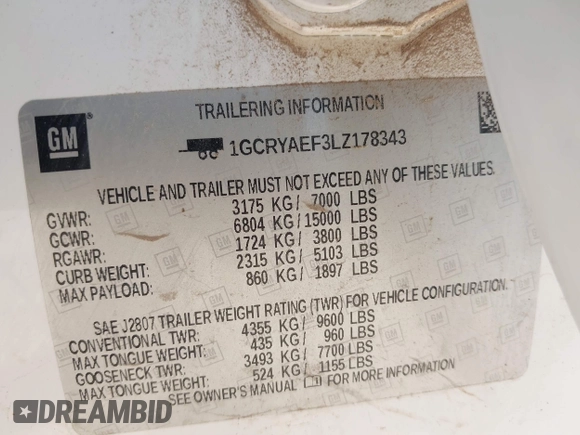 GM
TRAILERING INFORMATION
1GCRYAEF3LZ178343
VEHICLE AND TRAILER MUST NOT EXCEED ANY OF THESE VALUES.
GVWR: 3175 KG/ 7000 LBS
GCWR: 6804 KG/15000 LBS
RGAWR: 1724 KG/ 3800 LBS
CURB WEIGHT: 2315 KG/ 5103 LBS
MAX PAYLOAD: 860 KG/ 1897 LBS
SAE J2807 TRAILER WEIGHT RATING (TWR) FOR VEHICLE CONFIGURATION.
CONVENTIONAL TWR: 4355 KG/ 9600 LBS
MAX TONGUE WEIGHT: 435 KG/ 960 LBS
GOOSENECK TWR: 3493 KG/ 7700 LBS
MAX TONGUE WEIGHT: 524 KG/ 1155 LBS
SEE OWNER'S MANUAL FOR MORE INFORMATION.
DREAMBID